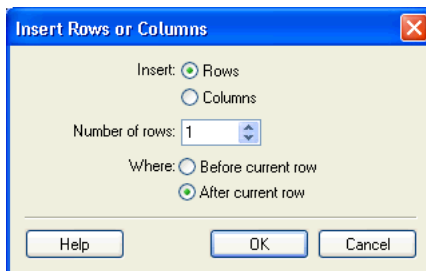 Insert Rows or Columns
Insert: Rows
Columns
Number of rows: 1
Where: Before current row
After current row
Help OK Cancel